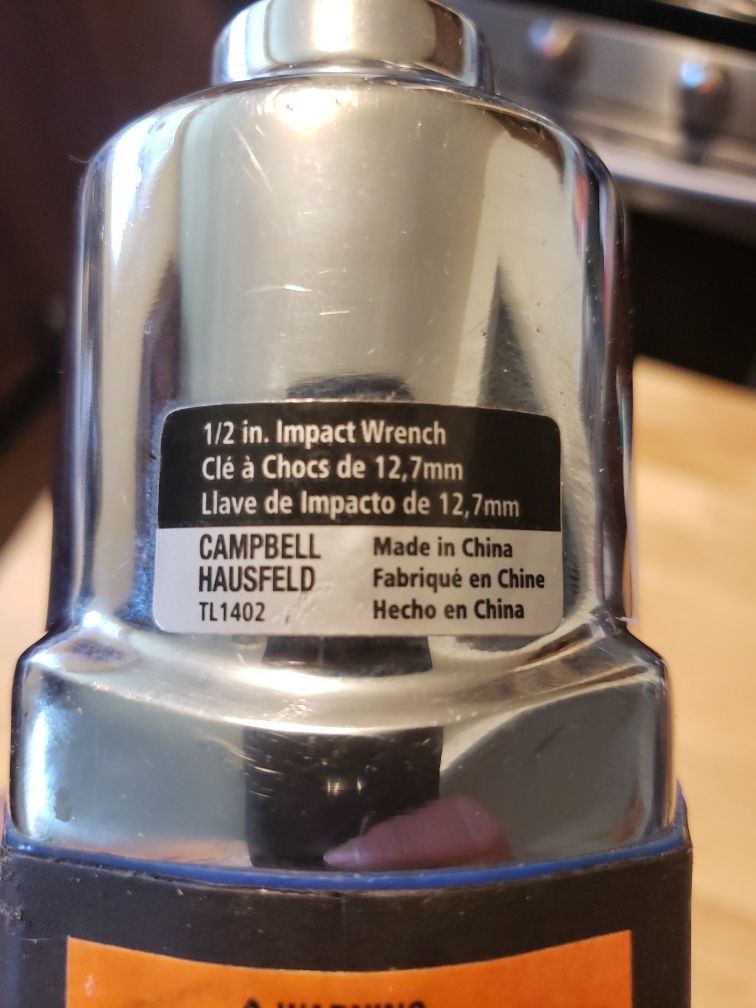 1/2 in. Impact Wrench
Clé à Chocs de 12,7mm
Llave de Impacto de 12,7mm
CAMPBELL
HAUSFELD
TL1402
Made in China
Fabriqué en Chine
Hecho en China
WARNING